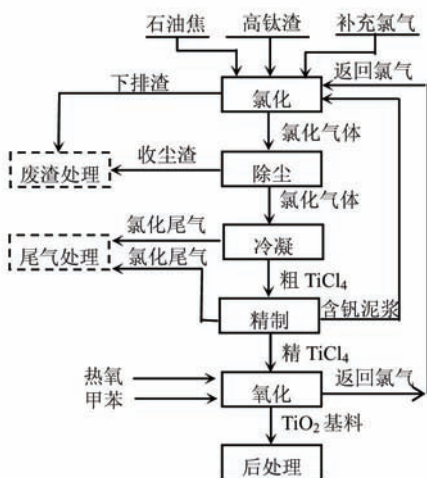 石油焦 高钛渣 补充氯气
返回氯气
下排渣 氯化
氯化气体
收尘渣
废渣处理 除尘
氯化气体
氯化尾气
尾气处理 冷凝
氯化尾气 粗 TiCl₄
精制 含钒泥浆
精 TiCl₄
热氧 氧化 返回氯气
甲苯
TiO₂ 基料
后处理